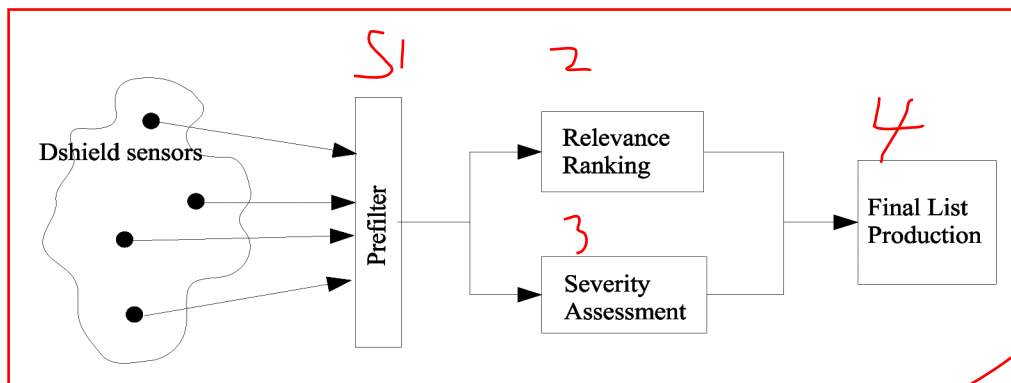 S1
2
4
Relevance
Ranking
Dshield sensors
Prefilter
3
Final List
Production
Severity
Assessment